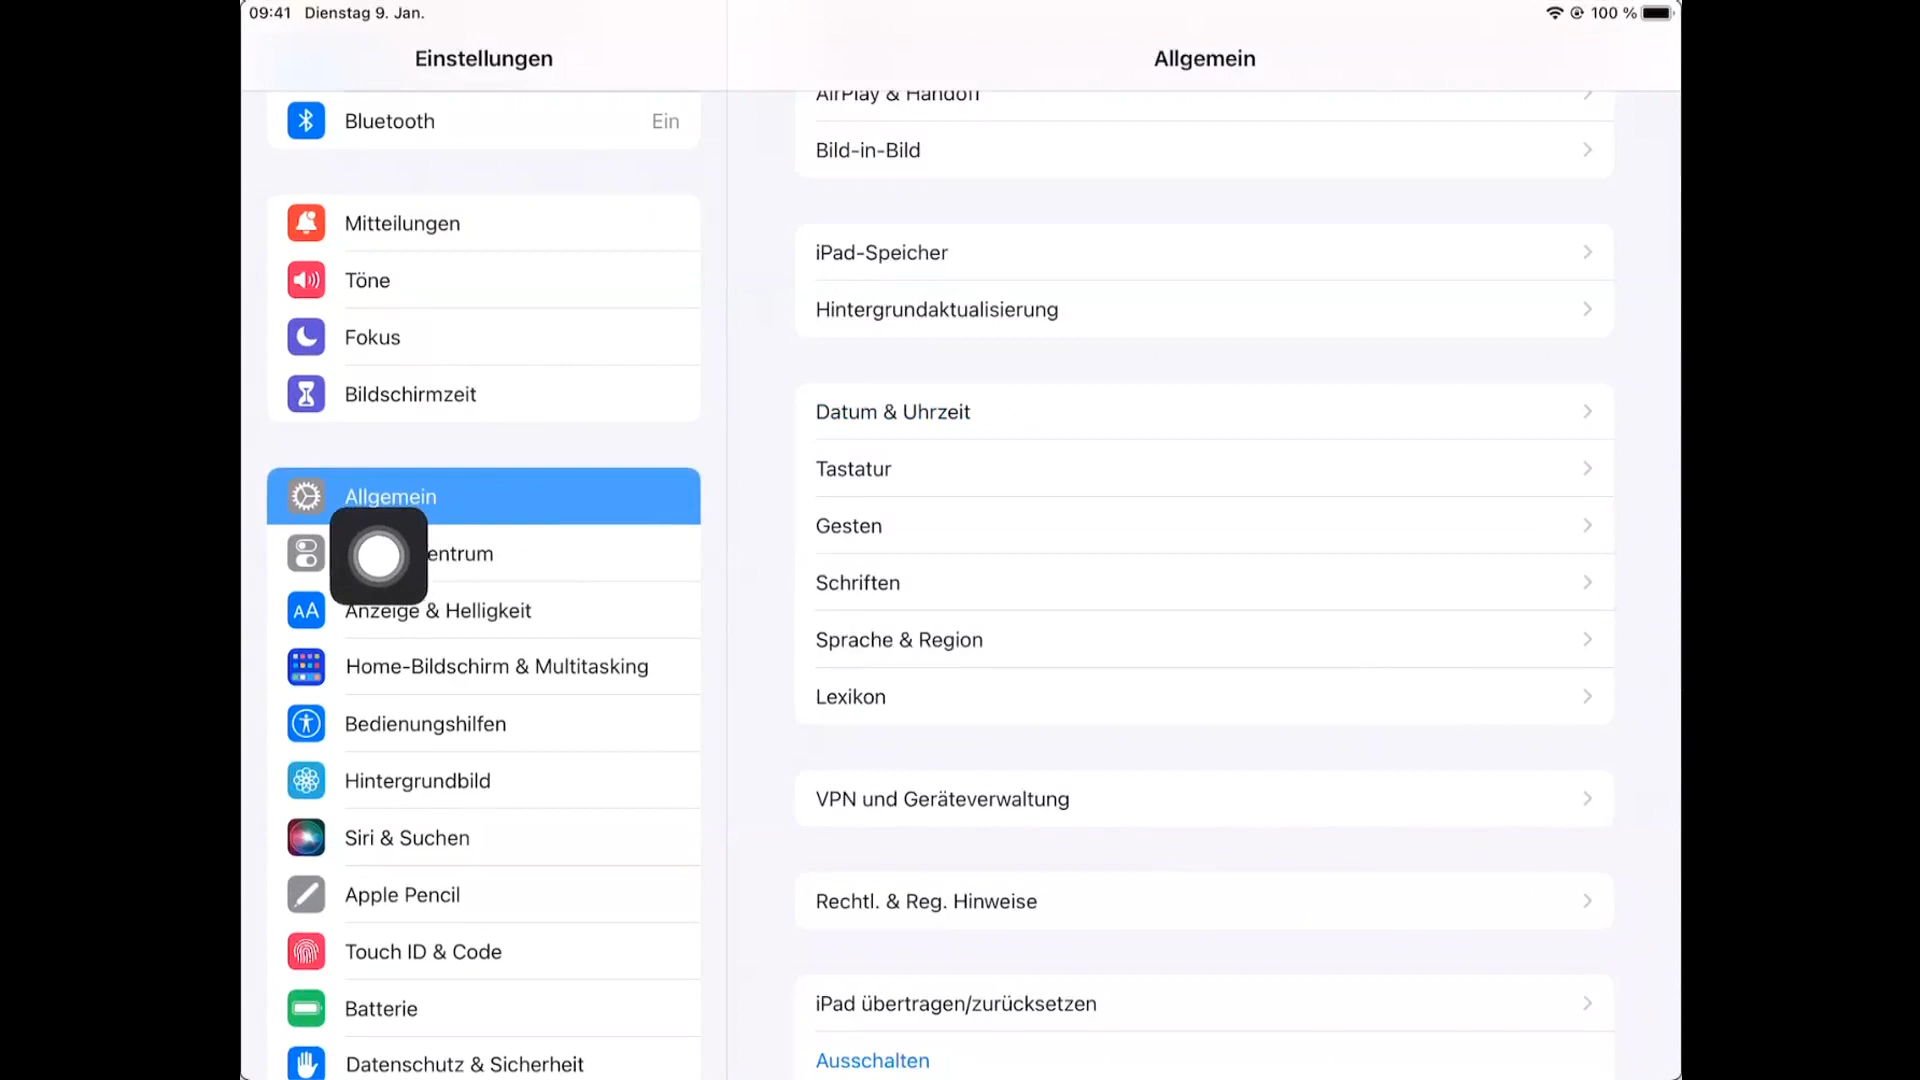 09:41 Dienstag 9. Jan.
100 %
Einstellungen
Allgemein
Bluetooth
Ein
Mitteilungen
Töne
Fokus
Bildschirmzeit
Allgemein
entrum
Anzeige & Helligkeit
Home-Bildschirm & Multitasking
Bedienungshilfen
Hintergrundbild
Siri & Suchen
Apple Pencil
Touch ID & Code
Batterie
Datenschutz & Sicherheit
AirPlay & Handoff
Bild-in-Bild
iPad-Speicher
Hintergrundaktualisierung
Datum & Uhrzeit
Tastatur
Gesten
Schriften
Sprache & Region
Lexikon
VPN und Geräteverwaltung
Rechtl. & Reg. Hinweise
iPad übertragen/zurücksetzen
Ausschalten